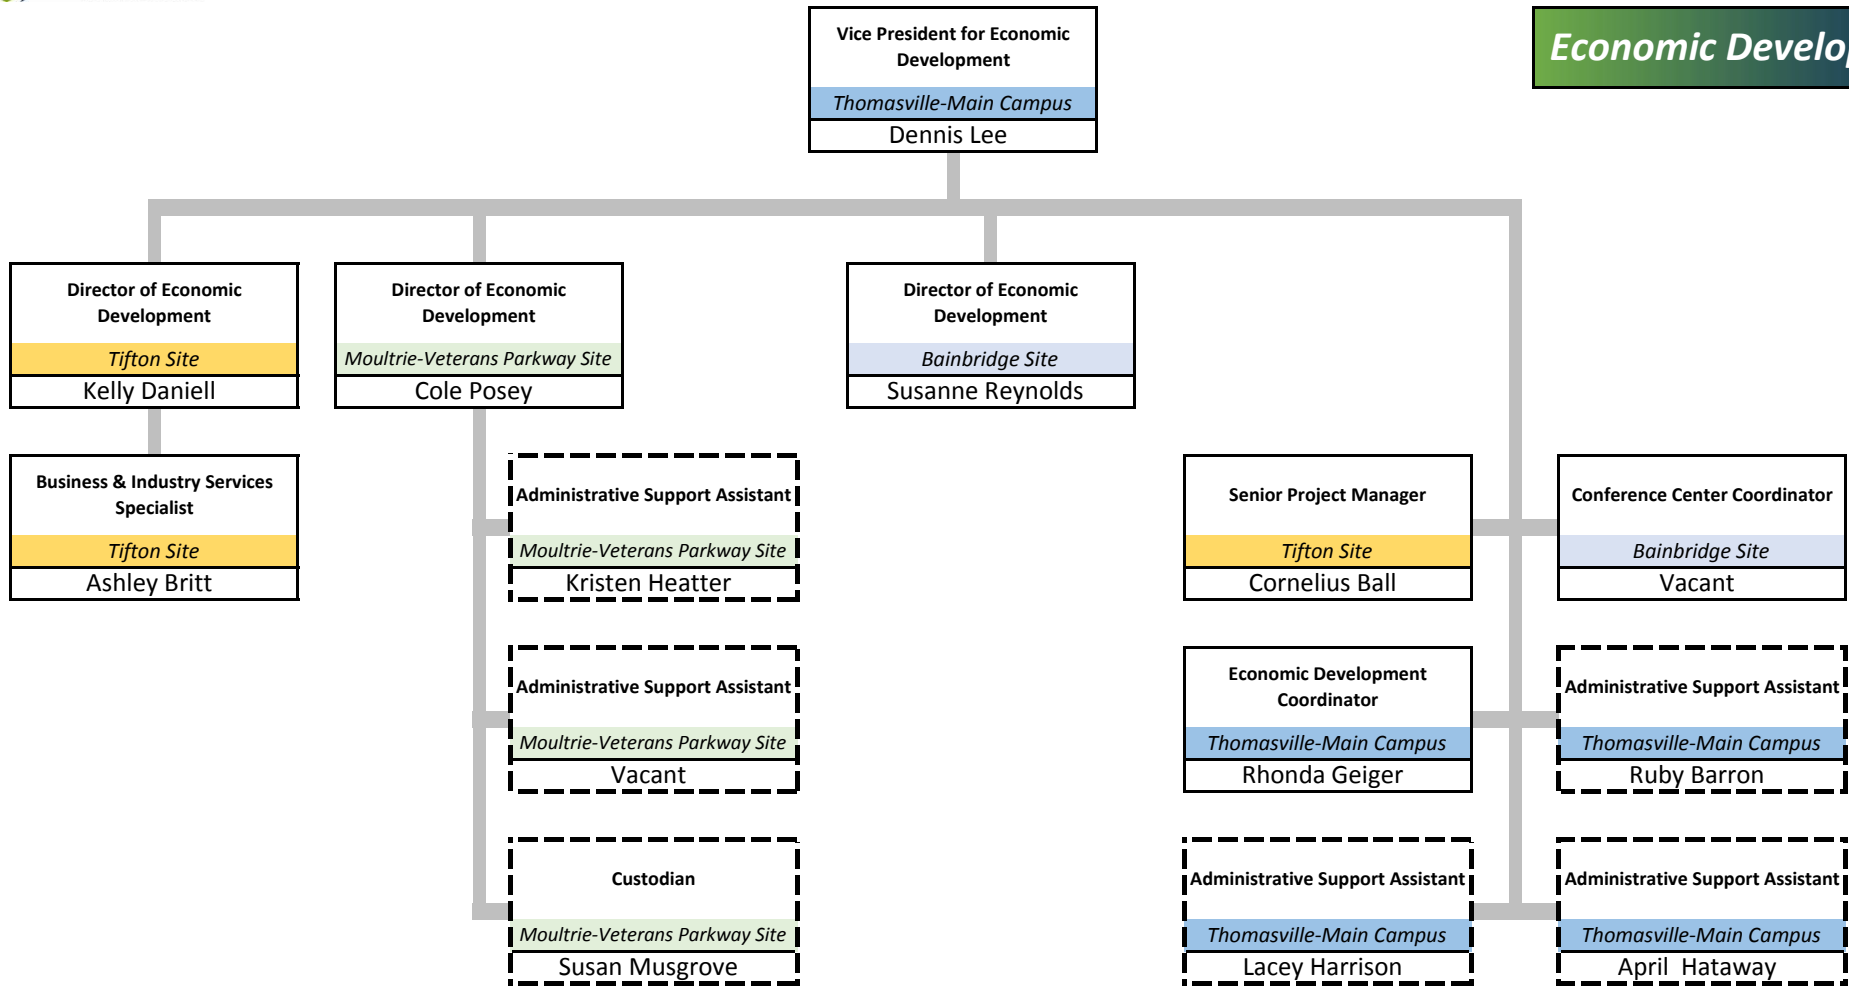 Vice President for Economic
Development
Thomasville-Main Campus
Dennis Lee
Economic Develo
Director of Economic
Development
Tifton Site
Kelly Daniell
Director of Economic
Development
Moultrie-Veterans Parkway Site
Cole Posey
Director of Economic
Development
Bainbridge Site
Susanne Reynolds
Business & Industry Services
Specialist
Tifton Site
Ashley Britt
Administrative Support Assistant
Moultrie-Veterans Parkway Site
Kristen Heatter
Senior Project Manager
Tifton Site
Cornelius Ball
Conference Center Coordinator
Bainbridge Site
Vacant
Administrative Support Assistant
Moultrie-Veterans Parkway Site
Vacant
Economic Development
Coordinator
Thomasville-Main Campus
Rhonda Geiger
Administrative Support Assistant
Thomasville-Main Campus
Ruby Barron
Custodian
Moultrie-Veterans Parkway Site
Susan Musgrove
Administrative Support Assistant
Thomasville-Main Campus
Lacey Harrison
Administrative Support Assistant
Thomasville-Main Campus
April  Hataway